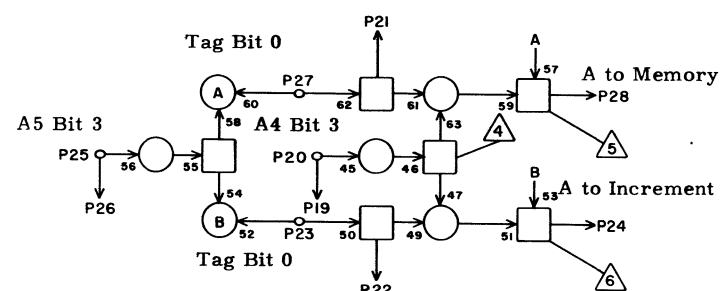 P21
Tag Bit 0
A
P27
57
A to Memory
A
60
62
61
59
P28
58
63
A5 Bit 3
A4 Bit 3
4
5
P25
56
55
P20
45
46
B
54
47
53
A to Increment
P26
P19
B
52
P23
50
49
51
P24
Tag Bit 0
6
P22